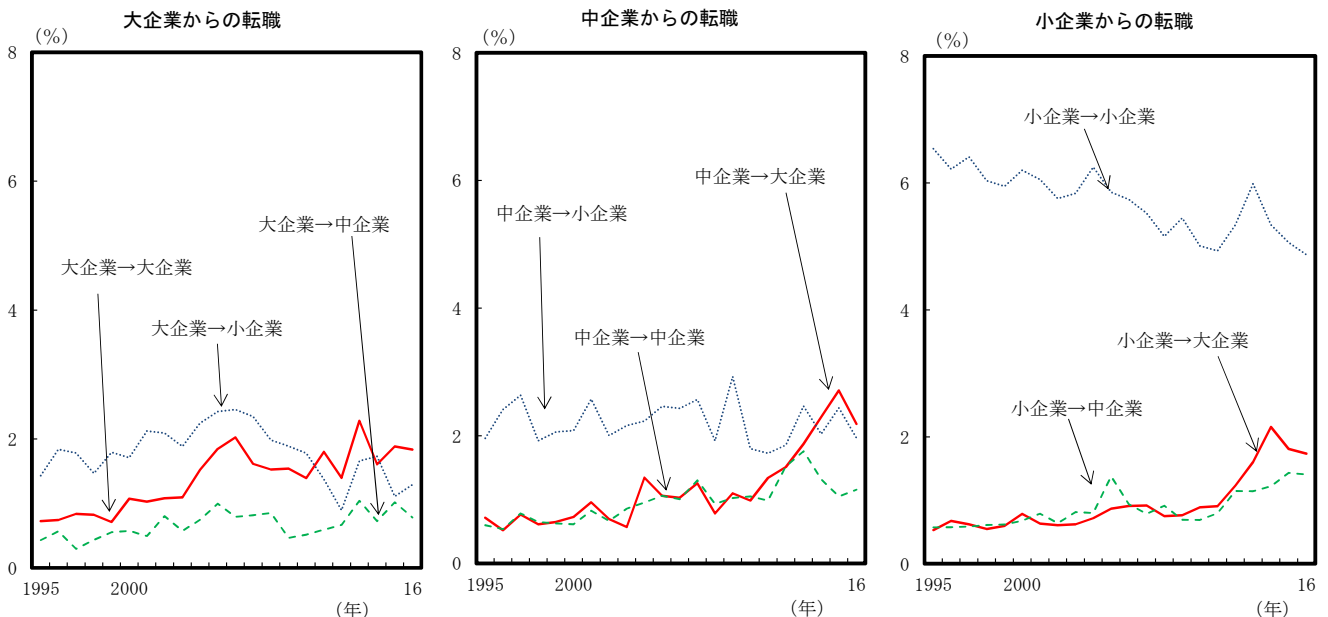 大企業からの転職
(%)
8
6
4
2
0
大企業→中企業
大企業→大企業
大企業→小企業
1995
2000
16
(年)
中企業からの転職
(%)
8
6
4
2
0
中企業→大企業
中企業→小企業
中企業→中企業
1995
2000
16
(年)
小企業からの転職
(%)
8
6
4
2
0
小企業→小企業
小企業→大企業
小企業→中企業
1995
2000
16
(年)